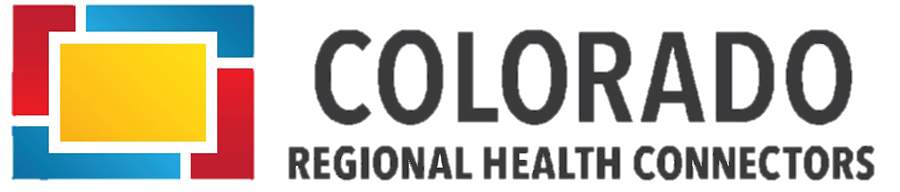 COLORADO
REGIONAL HEALTH CONNECTORS